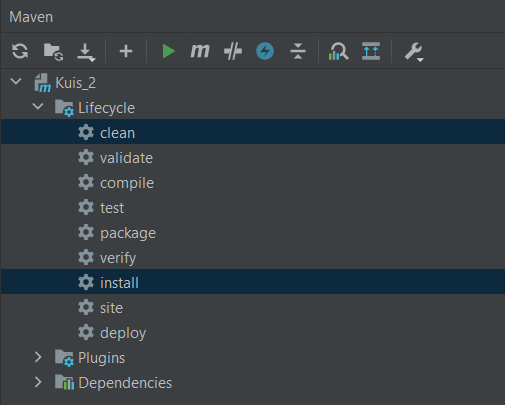 Maven
m
Kuis_2
Lifecycle
clean
validate
compile
test
package
verify
install
site
deploy
Plugins
Dependencies